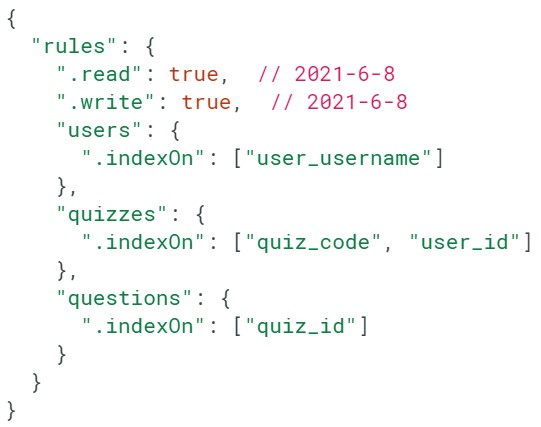 {
"rules": {
".read": true,  // 2021-6-8
".write": true,  // 2021-6-8
"users": {
".indexOn": ["user_username"]
},
"quizzes": {
".indexOn": ["quiz_code", "user_id"]
},
"questions": {
".indexOn": ["quiz_id"]
}
}
}